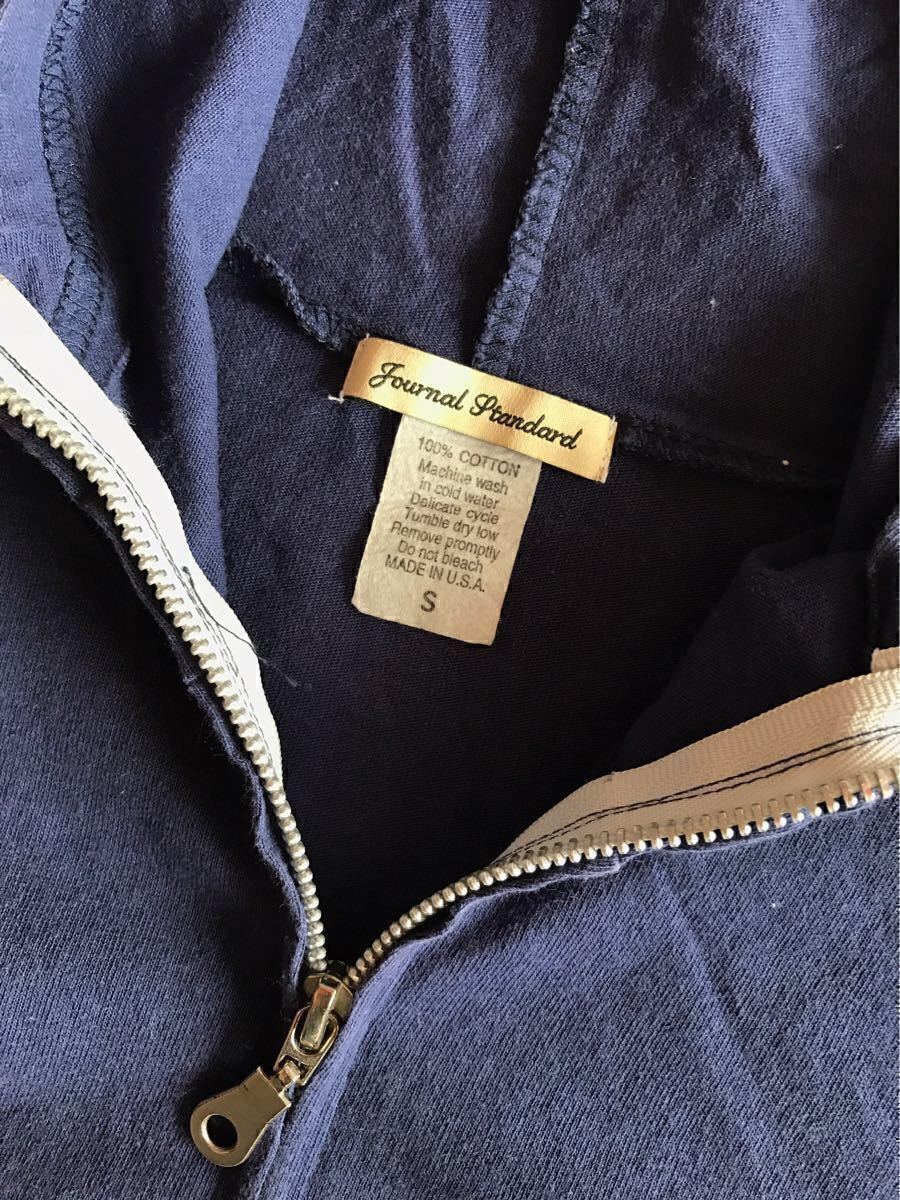 Journal Standard
100% COTTON
Machine wash
in cold water
Delicate cycle
Tumble dry low
Remove promptly
Do not bleach
MADE IN U.S.A.
S